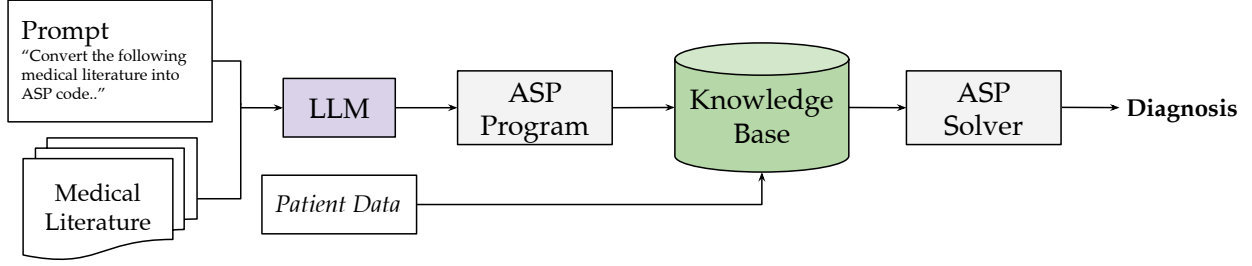 Prompt
“Convert the following
medical literature into
ASP code..”
Medical
Literature
LLM
ASP
Program
Patient Data
Knowledge
Base
ASP
Solver
Diagnosis